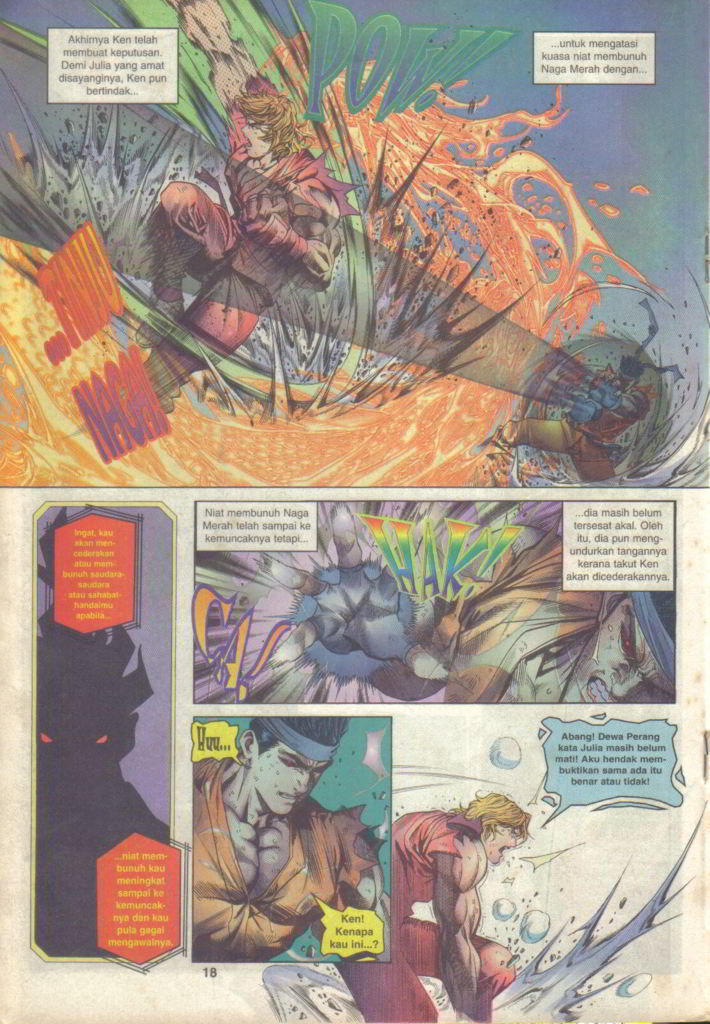 Akhirnya Ken telah
membuat keputusan.
Demi Julia yang amat
disayanginya, Ken pun
bertindak...
POW!
...untuk mengatasi
kuasa niat membunuh
Naga Merah dengan...
...TINJU
NAGA!
Ingat, kau
akan men-
cederakan
atau mem-
bunuh saudara-
saudara
atau sahabat-
handaimu
apabila...
...niat mem-
bunuh kau
meningkat
sampai ke
kemuncak-
nya dan kau
pula gagal
mengawalnya.
Niat membunuh Naga
Merah telah sampai ke
kemuncaknya tetapi...
HAK!
...dia masih belum
tersesat akal. Oleh
itu, dia pun meng-
undurkan tangannya
kerana takut Ken
akan dicederakannya.
Huu...
Ken!
Kenapa
kau ini...?
Abang! Dewa Perang
kata Julia masih belum
mati! Aku hendak mem-
buktikan sama ada itu
benar atau tidak!
18